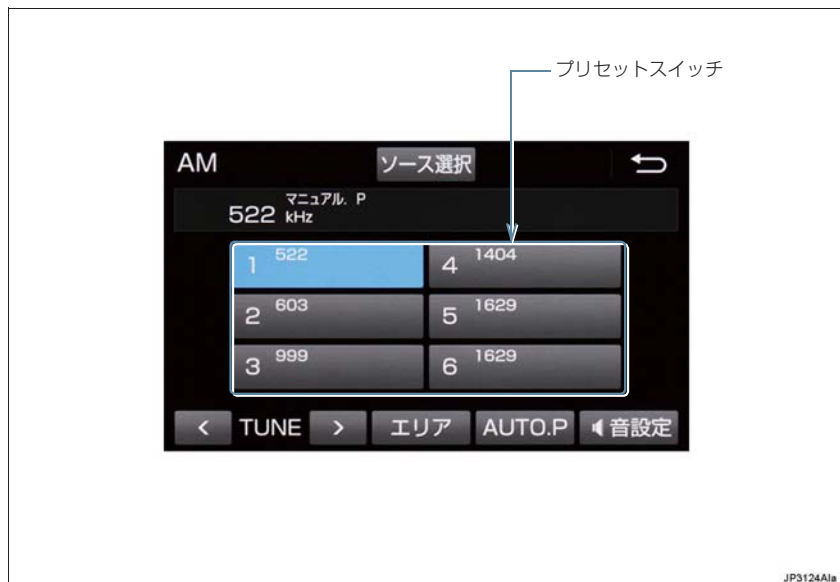 プリセットスイッチ
AM
ソース選択
522 kHz マニュアル. P
1 522
4 1404
2 603
5 1629
3 999
6 1629
< TUNE > エリア AUTO.P 音設定
JP3124AIa